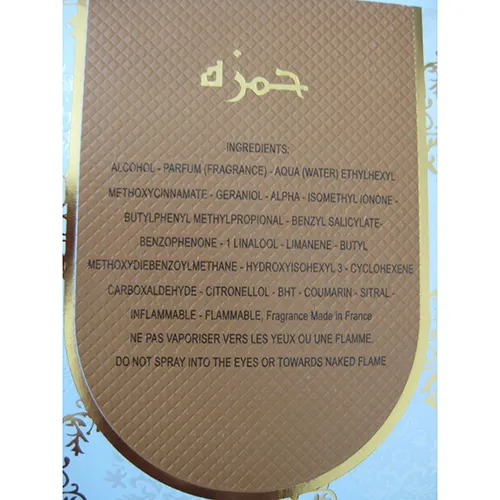 حمزه
INGREDIENTS:
ALCOHOL - PARFUM (FRAGRANCE) - AQUA (WATER) ETHYLHEXYL
METHOXYCINNAMATE - GERANIOL - ALPHA - ISOMETHYL IONONE -
BUTYLPHENYL METHYLPROPIONAL - BENZYL SALICYLATE-
BENZOPHENONE - 1 LINALOOL - LIMANENE - BUTYL
METHOXYDIEBENZOYLMETHANE - HYDROXYISOHEXYL 3 - CYCLOHEXENE
CARBOXALDEHYDE - CITRONELLOL - BHT - COUMARIN - SITRAL -
INFLAMMABLE - FLAMMABLE, Fragrance Made in France
NE PAS VAPORISER VERS LES YEUX OU UNE FLAMME.
DO NOT SPRAY INTO THE EYES OR TOWARDS NAKED FLAME